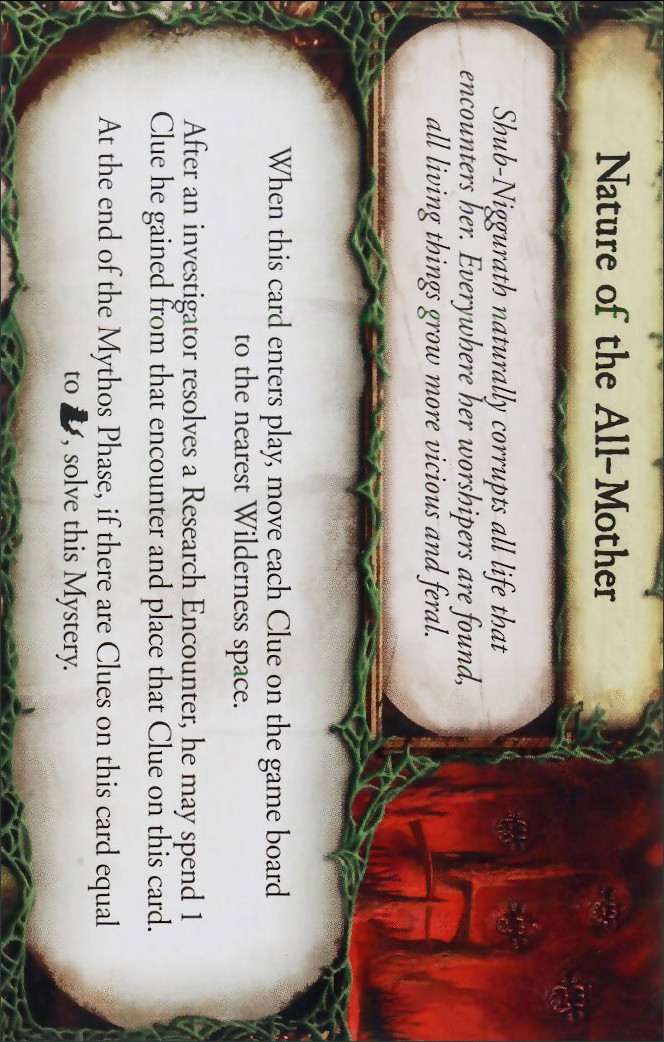 Nature of the All-Mother
Shub-Niggurath naturally corrupts all life that
encounters her. Everywhere her worshipers are found,
all living things grow more vicious and feral.
When this card enters play, move each Clue on the game board
to the nearest Wilderness space.
After an investigator resolves a Research Encounter, he may spend 1
Clue he gained from that encounter and place that Clue on this card.
At the end of the Mythos Phase, if there are Clues on this card equal
to , solve this Mystery.